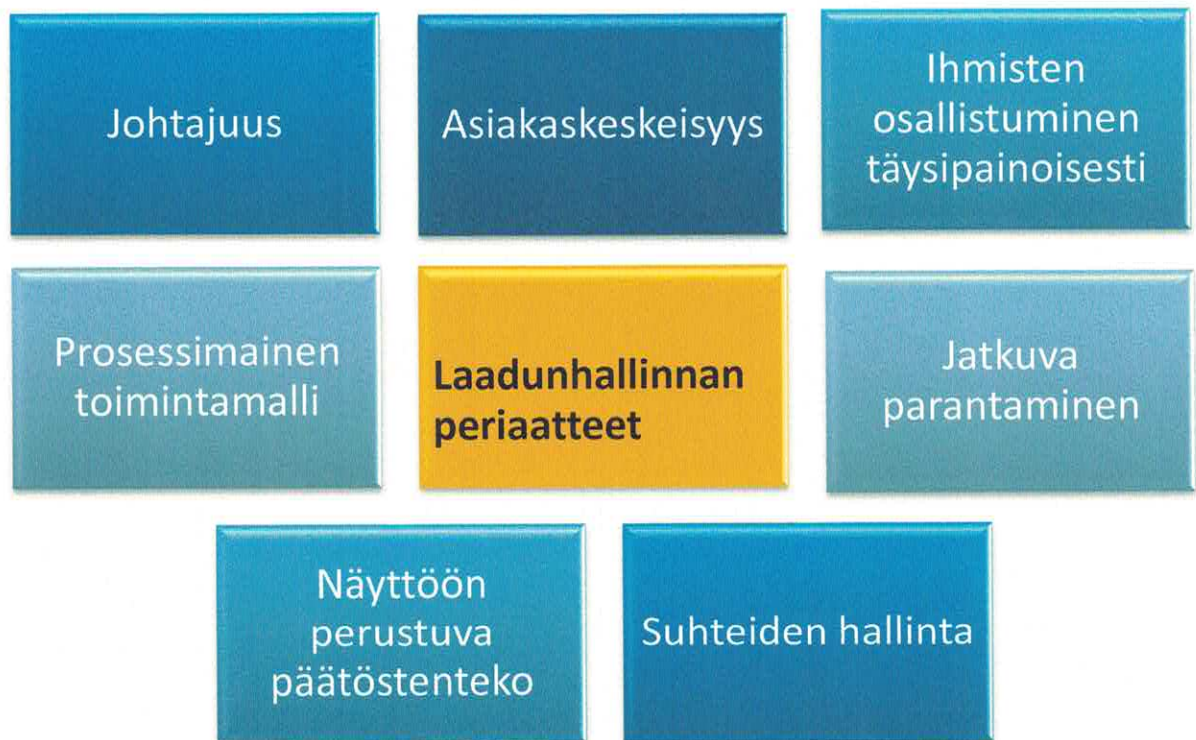 Johtajuus
Asiakaskeskeisyys
Ihmisten
osallistuminen
täysipainoisesti
Prosessimainen
toimintamalli
Laadunhallinnan
periaatteet
Jatkuva
parantaminen
Näyttöön
perustuva
päätöstenteko
Suhteiden hallinta